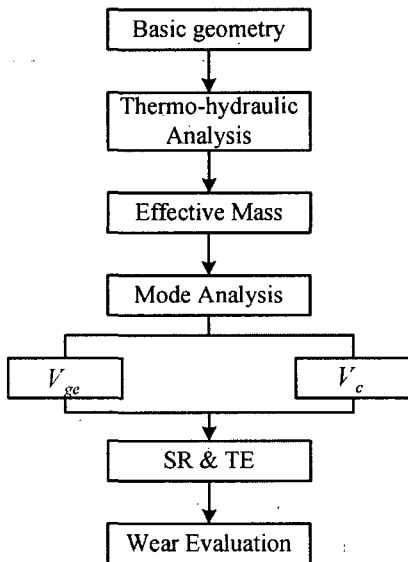 Basic geometry
Thermo-hydraulic
Analysis
Effective Mass
Mode Analysis
V_ge
V_c
SR & TE
Wear Evaluation